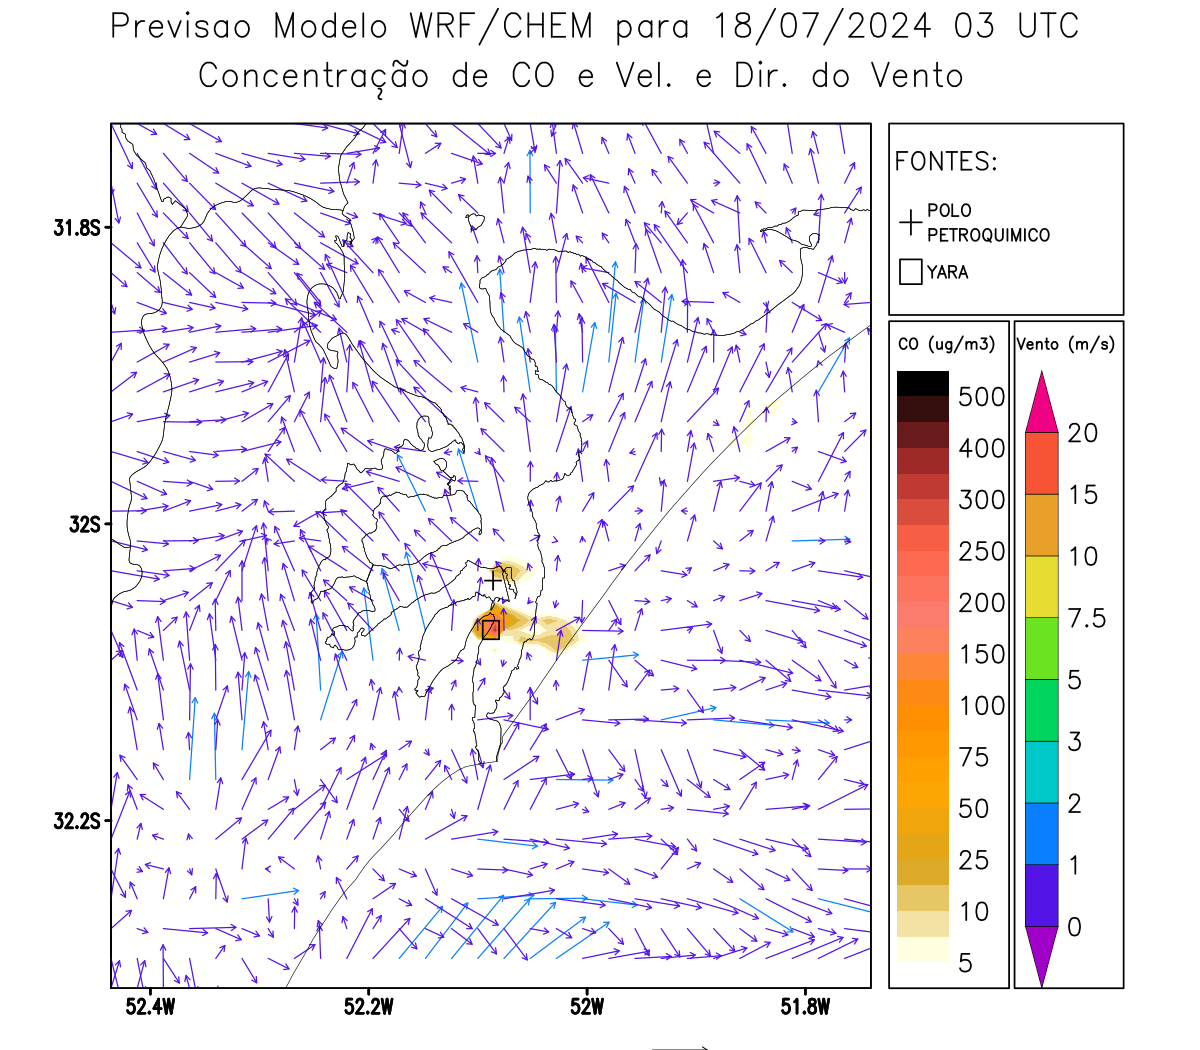 Previsao Modelo WRF/CHEM para 18/07/2024 03 UTC
Concentração de CO e Vel. e Dir. do Vento
FONTES:
POLO
PETROQUIMICO
YARA
CO (ug/m3)
500
400
300
250
200
150
100
75
50
25
10
5
Vento (m/s)
20
15
10
7.5
5
3
2
1
0
31.8S
32S
32.2S
52.4W 52.2W 52W 51.8W